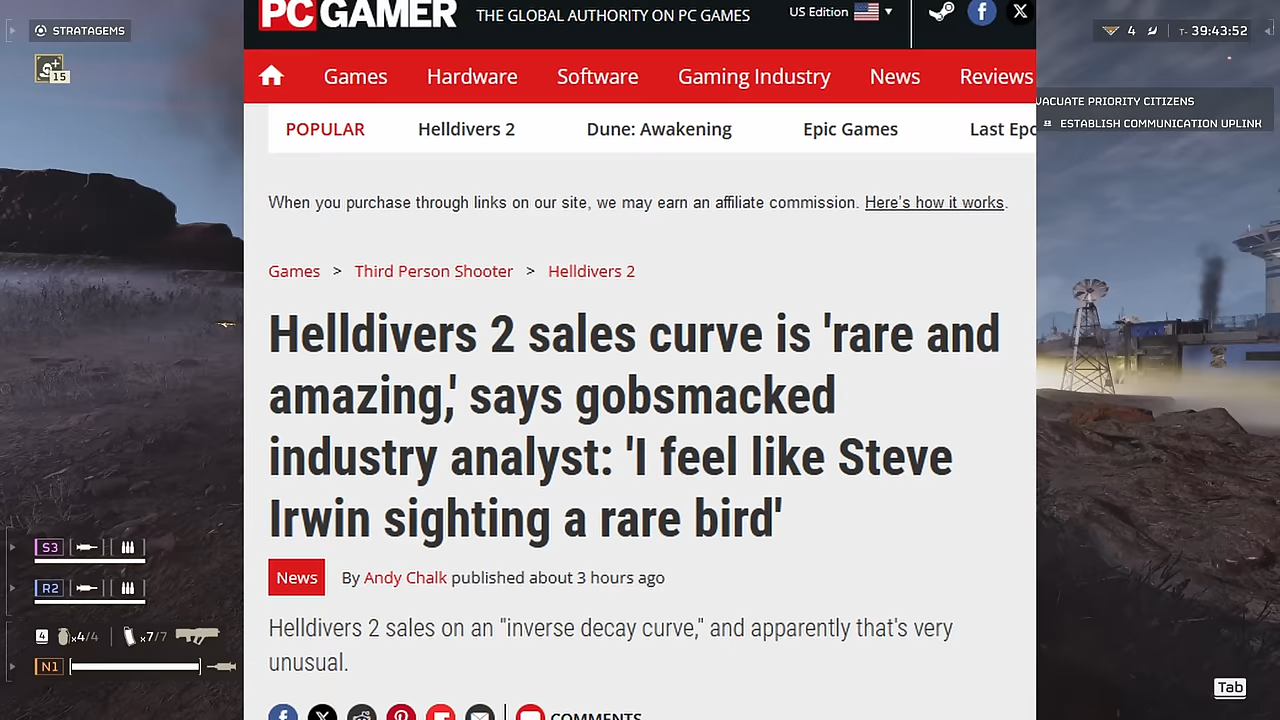 STRATAGEMS
15
PC GAMER
THE GLOBAL AUTHORITY ON PC GAMES
US Edition
4
T- 39:43:52
Games Hardware Software Gaming Industry News Reviews
VACUATE PRIORITY CITIZENS
ESTABLISH COMMUNICATION UPLINK
POPULAR Helldivers 2 Dune: Awakening Epic Games Last Epo
When you purchase through links on our site, we may earn an affiliate commission. Here's how it works.
Games > Third Person Shooter > Helldivers 2
Helldivers 2 sales curve is 'rare and
amazing,' says gobsmacked
industry analyst: 'I feel like Steve
Irwin sighting a rare bird'
News By Andy Chalk published about 3 hours ago
Helldivers 2 sales on an "inverse decay curve," and apparently that's very
unusual.
COMMENTS
S3
R2
4 x4/4 x7/7
N1
Tab